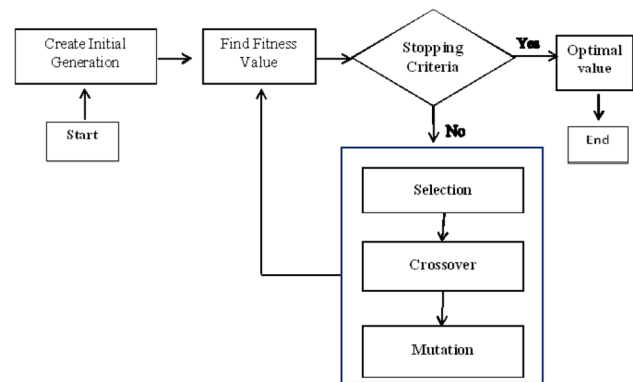 Create Initial
Generation
Find Fitness
Value
Stopping
Criteria
Yes
Optimal
value
Start
No
End
Selection
Crossover
Mutation